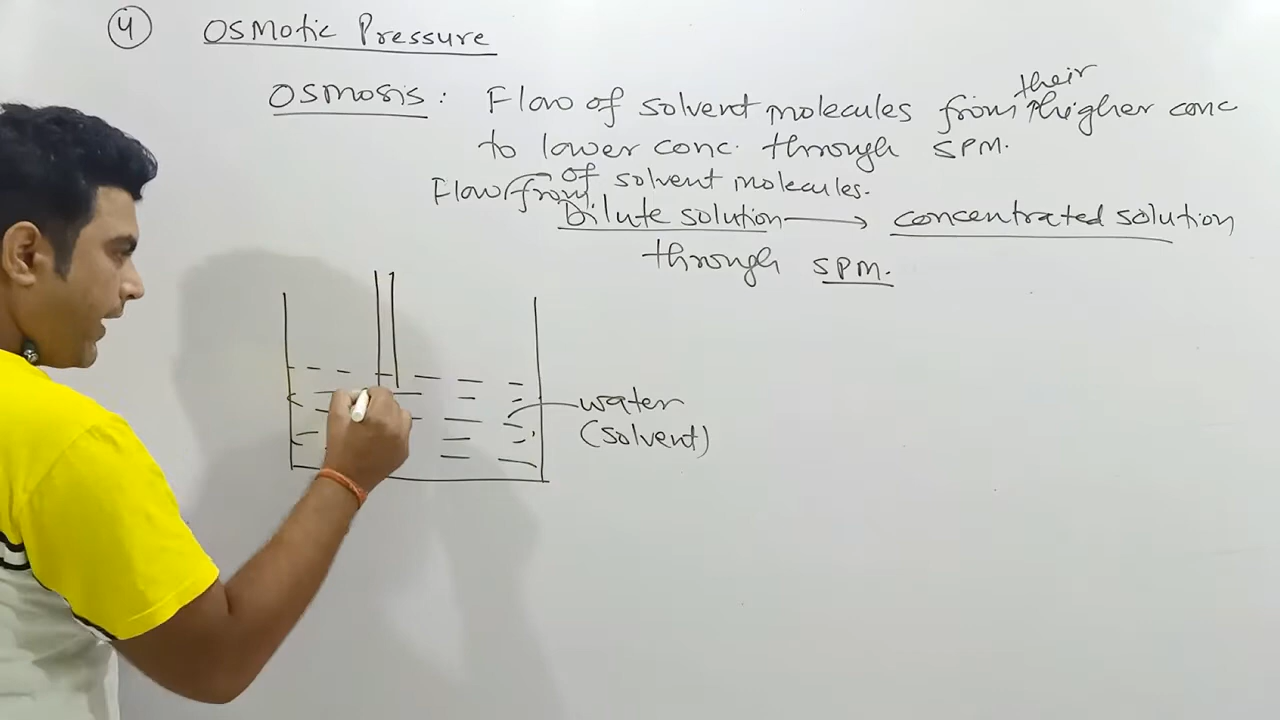 4 Osmotic Pressure
Osmosis: Flow of solvent molecules from their higher conc
to lower conc. through SPM.
Flow of solvent molecules.
from Dilute solution → concentrated solution
through SPM.
water
(solvent)